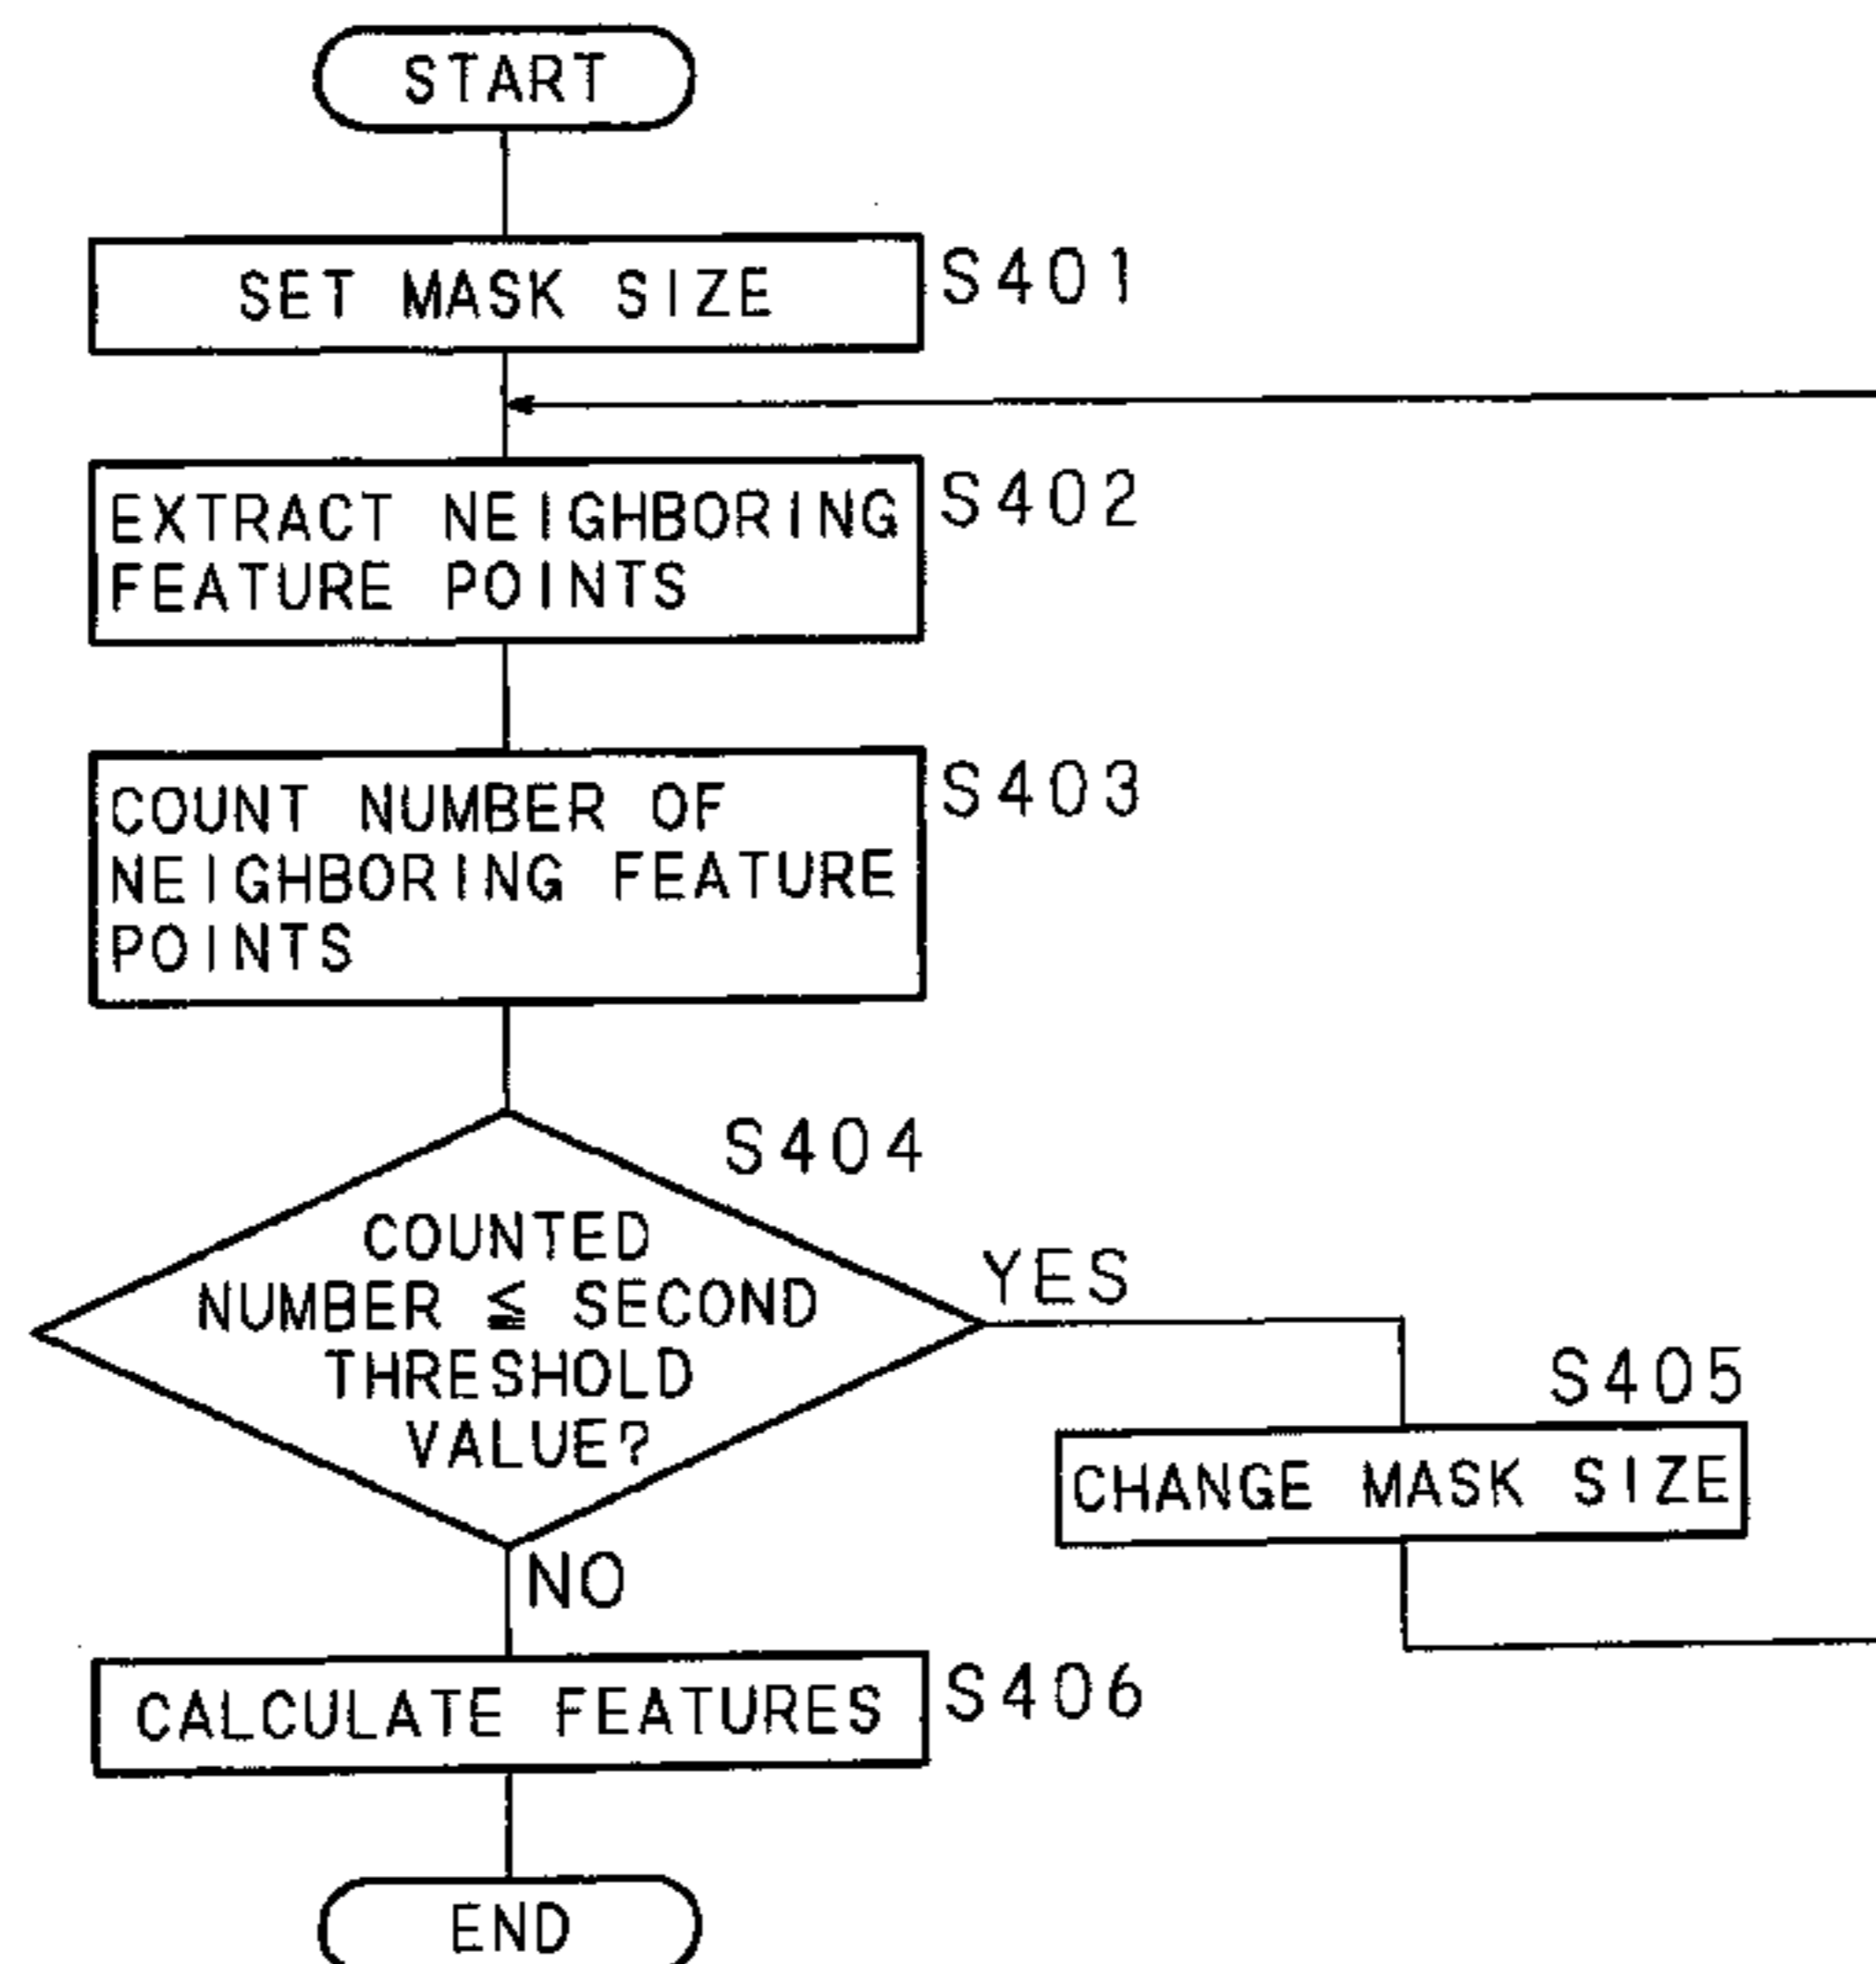 START
SET MASK SIZE
S401
EXTRACT NEIGHBORING
FEATURE POINTS
S402
COUNT NUMBER OF
NEIGHBORING FEATURE
POINTS
S403
S404
COUNTED
NUMBER ≦ SECOND
THRESHOLD
VALUE?
YES
S405
CHANGE MASK SIZE
NO
CALCULATE FEATURES
S406
END